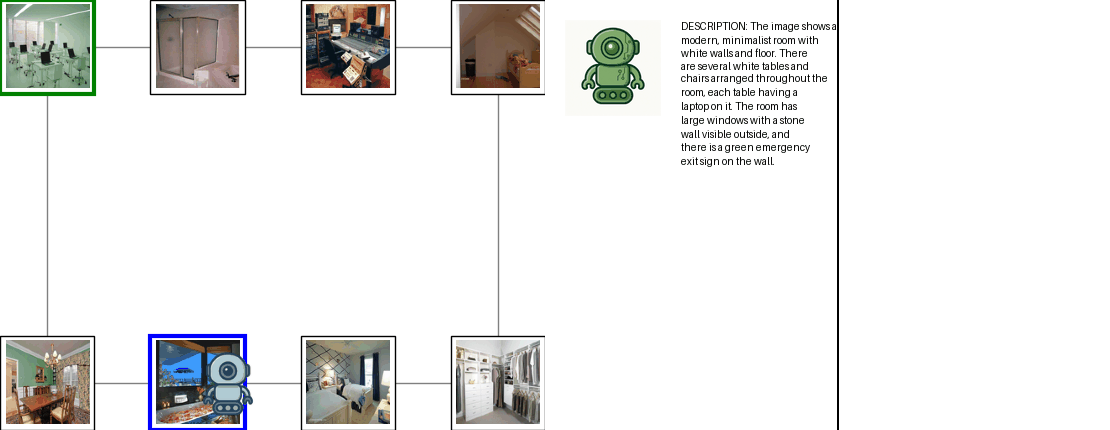 DESCRIPTION: The image shows a
modern, minimalist room with
white walls and floor. There
are several white tables and
chairs arranged throughout the
room, each table having a
laptop on it. The room has
large windows with a stone
wall visible outside, and
there is a green emergency
exit sign on the wall.